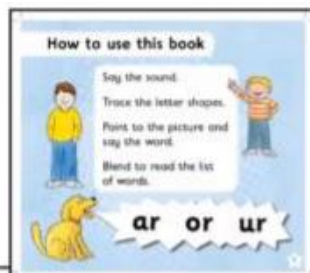 How to use this book
Say the sound.
Trace the letter shapes.
Point to the picture and
say the word.
Blend to read the list
of words.
ar or ur